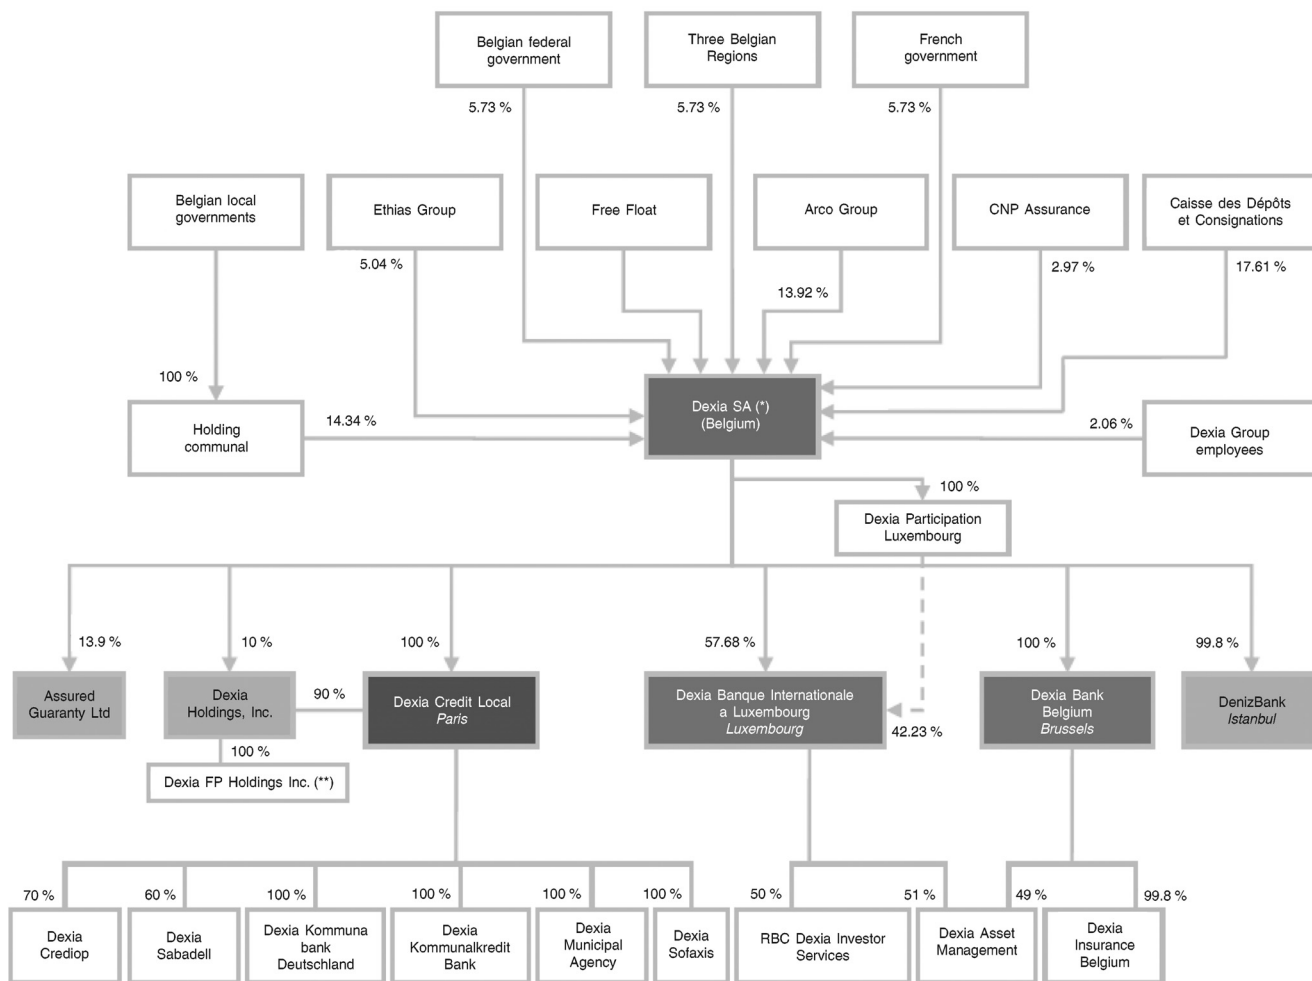 Belgian federal
government
Three Belgian
Regions
French
government
5.73 %
5.73 %
5.73 %
Belgian local
governments
Ethias Group
Free Float
Arco Group
CNP Assurance
Caisse des Dépôts
et Consignations
5.04 %
13.92 %
2.97 %
17.61 %
100 %
Holding
communal
14.34 %
Dexia SA (*)
(Belgium)
2.06 %
Dexia Group
employees
100 %
Dexia Participation
Luxembourg
13.9 %
10 %
100 %
57.68 %
100 %
99.8 %
Assured
Guaranty Ltd
Dexia
Holdings, Inc.
90 %
Dexia Credit Local
Paris
Dexia Banque Internationale
a Luxembourg
Luxembourg
42.23 %
Dexia Bank
Belgium
Brussels
DenizBank
Istanbul
100 %
Dexia FP Holdings Inc. (**)
70 %
60 %
100 %
100 %
100 %
100 %
50 %
51 %
49 %
99.8 %
Dexia
Crediop
Dexia
Sabadell
Dexia Kommuna
bank
Deutschland
Dexia
Kommunalkredit
Bank
Dexia
Municipal
Agency
Dexia
Sofaxis
RBC Dexia Investor
Services
Dexia Asset
Management
Dexia
Insurance
Belgium